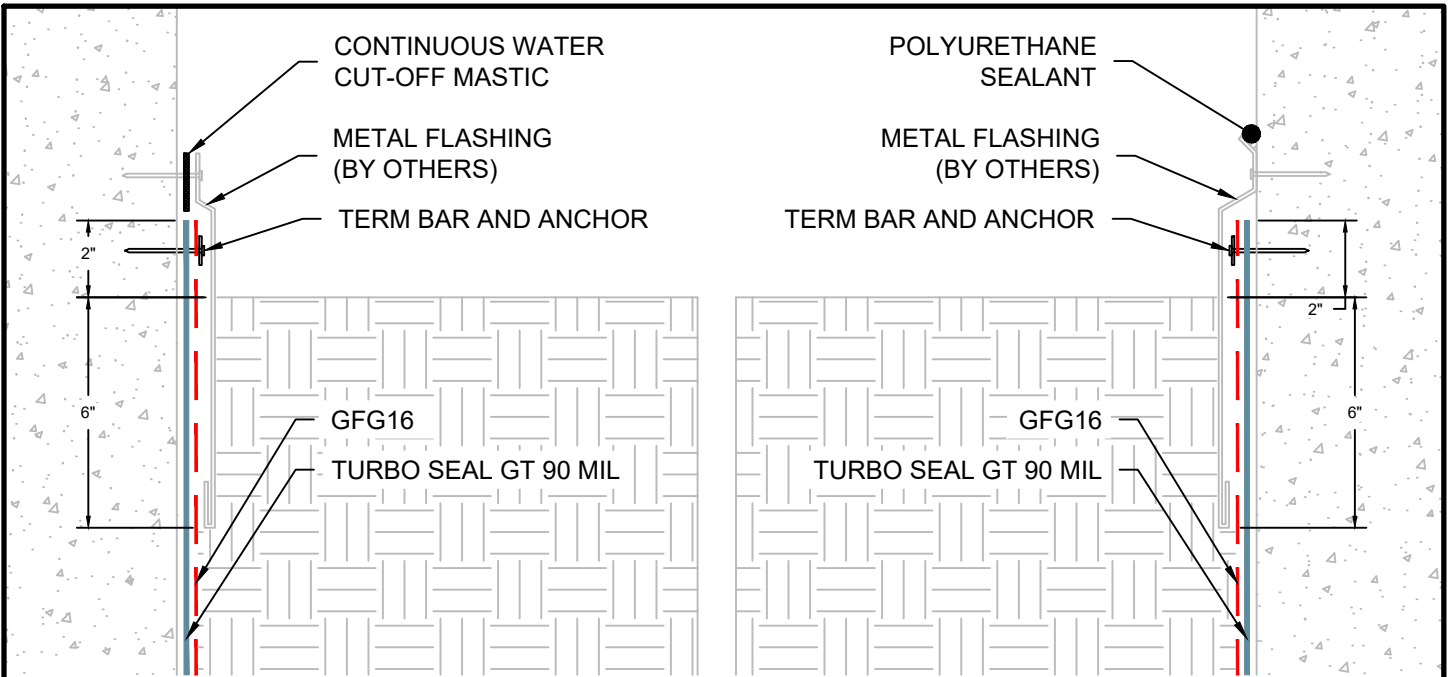 CONTINUOUS WATER
CUT-OFF MASTIC
METAL FLASHING
(BY OTHERS)
TERM BAR AND ANCHOR
2"
6"
GFG16
TURBO SEAL GT 90 MIL
POLYURETHANE
SEALANT
METAL FLASHING
(BY OTHERS)
TERM BAR AND ANCHOR
2"
6"
GFG16
TURBO SEAL GT 90 MIL